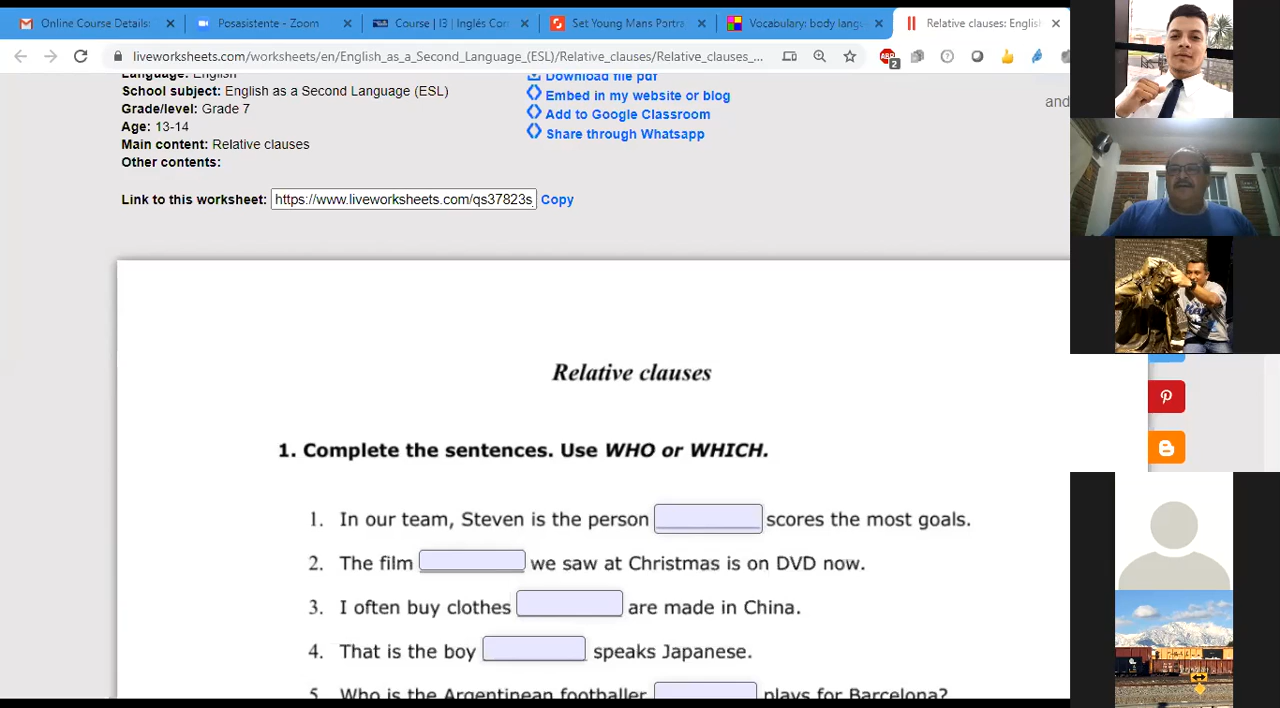 Online Course Details:
Posasistente - Zoom
Course | I3 | Inglés Con
Set Young Mans Portra
Vocabulary: body lang
Relative clauses: Englis
liveworksheets.com/worksheets/en/English_as_a_Second_Language_(ESL)/Relative_clauses/Relative_clauses_...
ABP
2
Language: English
School subject: English as a Second Language (ESL)
Grade/level: Grade 7
Age: 13-14
Main content: Relative clauses
Other contents:
Download file pdf
Embed in my website or blog
Add to Google Classroom
Share through Whatsapp
and
Link to this worksheet: https://www.liveworksheets.com/qs37823s Copy
Relative clauses
1. Complete the sentences. Use WHO or WHICH.
1. In our team, Steven is the person scores the most goals.
2. The film we saw at Christmas is on DVD now.
3. I often buy clothes are made in China.
4. That is the boy speaks Japanese.
5. Who is the Argentinean footballer plays for Barcelona?